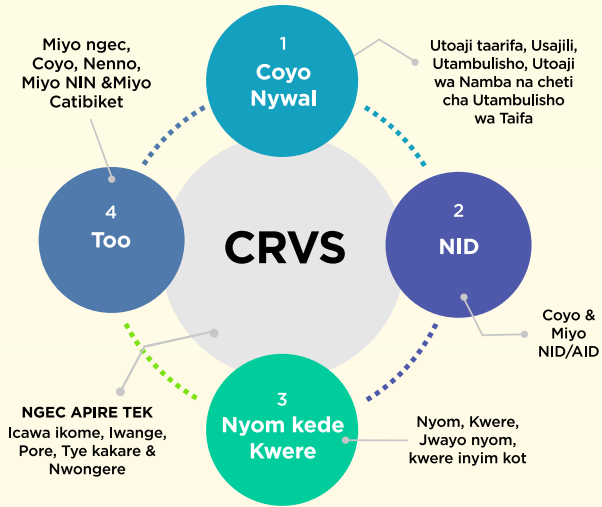 1
Coyo
Nywal
Utoaji taarifa, Usajili,
Utambulisho, Utoaji
wa Namba na cheti
cha Utambulisho
wa Taifa
2
NID
Coyo &
Miyo
NID/AID
3
Nyom kede
Kwere
Nyom, Kwere,
Jwayo nyom,
kwere inyim kot
4
Too
Miyo ngec,
Coyo, Nenno,
Miyo NIN &Miyo
Catibiket
CRVS
NGEC APIRE TEK
Icawa ikome, Iwange,
Pore, Tye kakare &
Nwongere